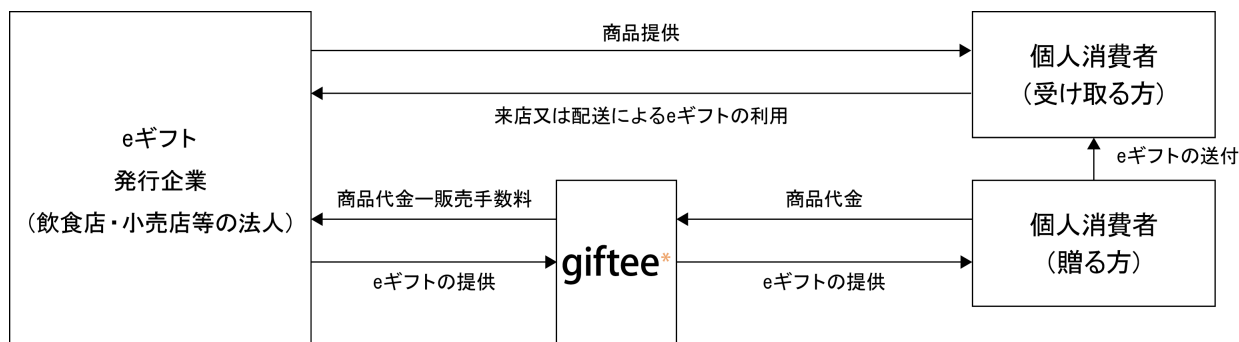 商品提供
個人消費者
（受け取る方）
来店又は配送によるeギフトの利用
eギフト
発行企業
（飲食店・小売店等の法人）
eギフトの送付
商品代金ー販売手数料
商品代金
個人消費者
（贈る方）
giftee*
eギフトの提供
eギフトの提供